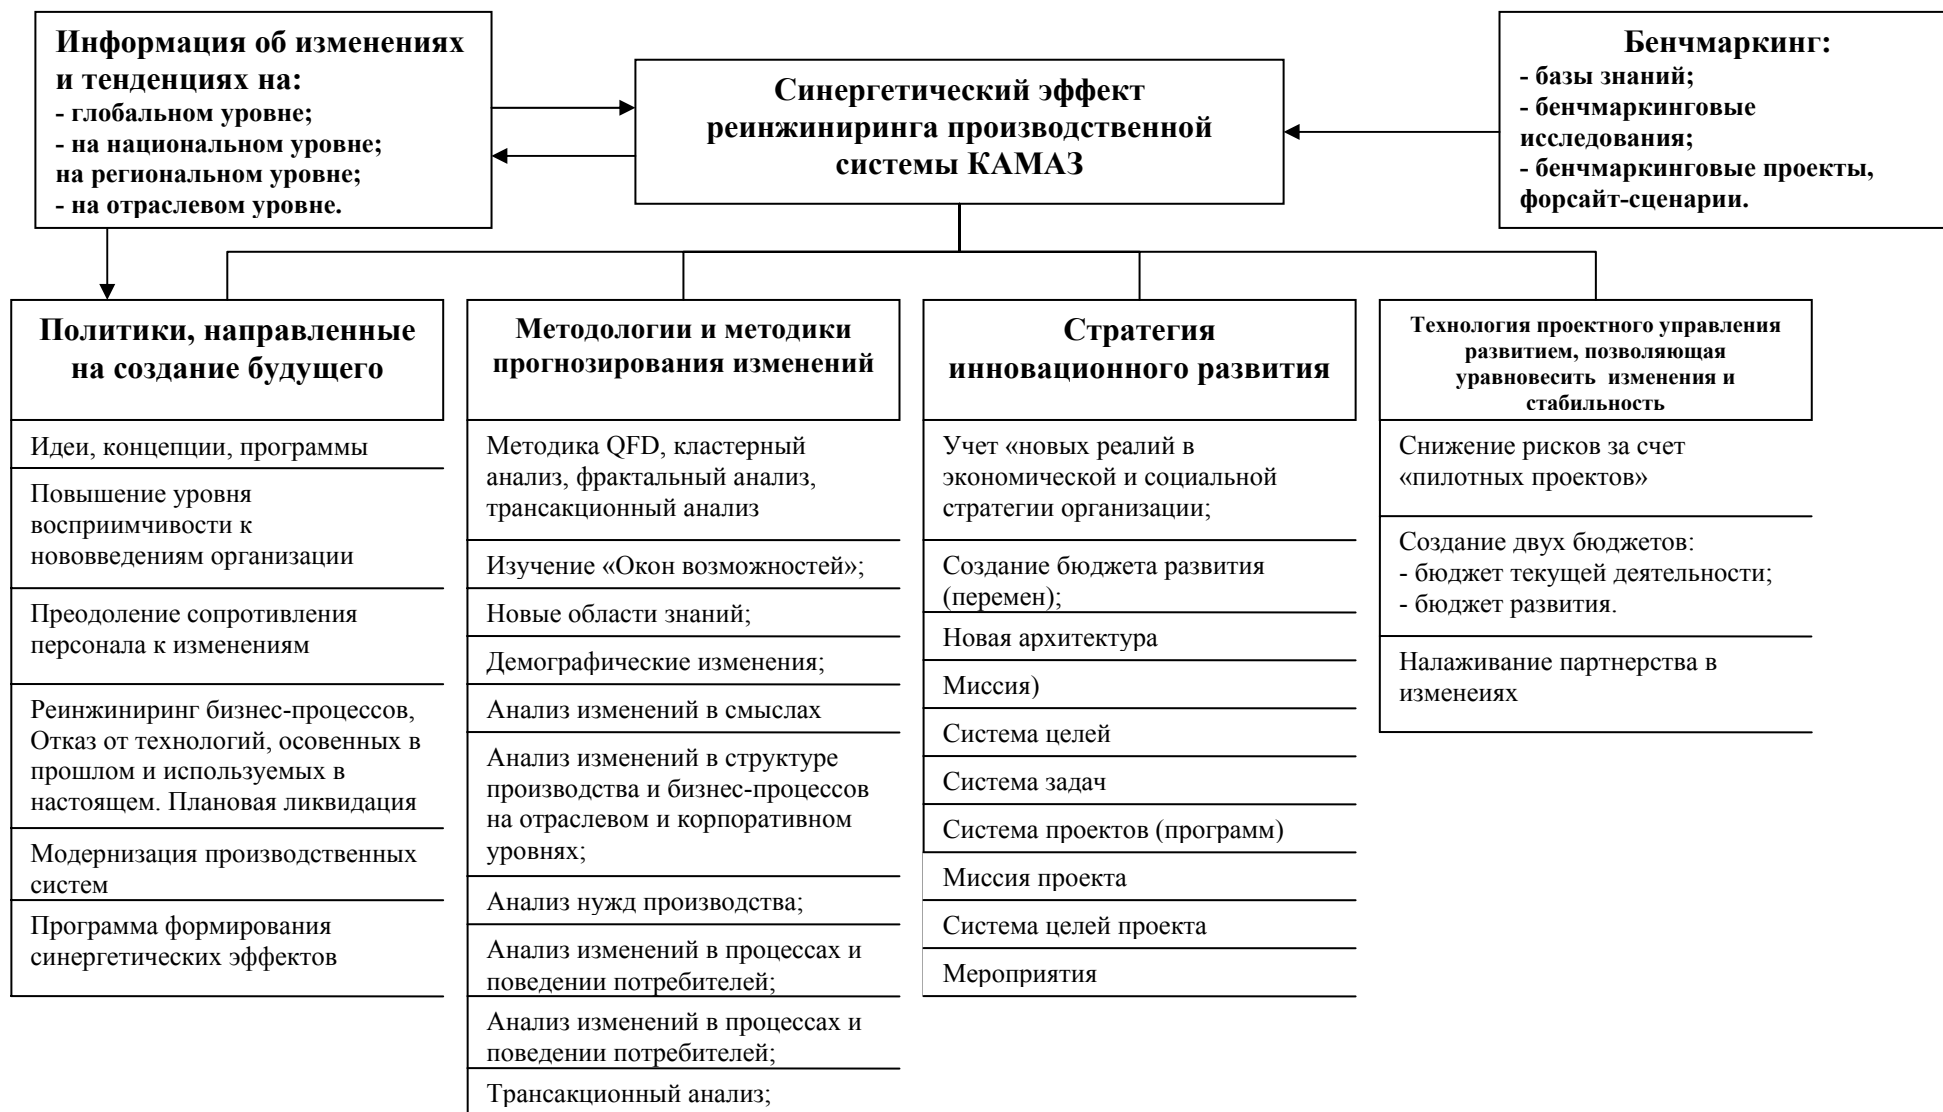 Информация об изменениях
и тенденциях на:
- глобальном уровне;
- на национальном уровне;
на региональном уровне;
- на отраслевом уровне.
Синергетический эффект
реинжиниринга производственной
системы КАМАЗ
Бенчмаркинг:
- базы знаний;
- бенчмаркинговые
исследования;
- бенчмаркинговые проекты,
форсайт-сценарии.
Политики, направленные
на создание будущего
Идеи, концепции, программы
Повышение уровня
восприимчивости к
нововведениям организации
Преодоление сопротивления
персонала к изменениям
Реинжиниринг бизнес-процессов,
Отказ от технологий, осовенных в
прошлом и используемых в
настоящем. Плановая ликвидация
Модернизация производственных
систем
Программа формирования
синергетических эффектов
Методологии и методики
прогнозирования изменений
Методика QFD, кластерный
анализ, фрактальный анализ,
трансакционный анализ
Изучение «Окон возможностей»;
Новые области знаний;
Демографические изменения;
Анализ изменений в смыслах
Анализ изменений в структуре
производства и бизнес-процессов
на отраслевом и корпоративном
уровнях;
Анализ нужд производства;
Анализ изменений в процессах и
поведении потребителей;
Анализ изменений в процессах и
поведении потребителей;
Трансакционный анализ;
Стратегия
инновационного развития
Учет «новых реалий в
экономической и социальной
стратегии организации;
Создание бюджета развития
(перемен);
Новая архитектура
Миссия)
Система целей
Система задач
Система проектов (программ)
Миссия проекта
Система целей проекта
Мероприятия
Технология проектного управления
развитием, позволяющая
уравновесить изменения и
стабильность
Снижение рисков за счет
«пилотных проектов»
Создание двух бюджетов:
- бюджет текущей деятельности;
- бюджет развития.
Налаживание партнерства в
изменеиях